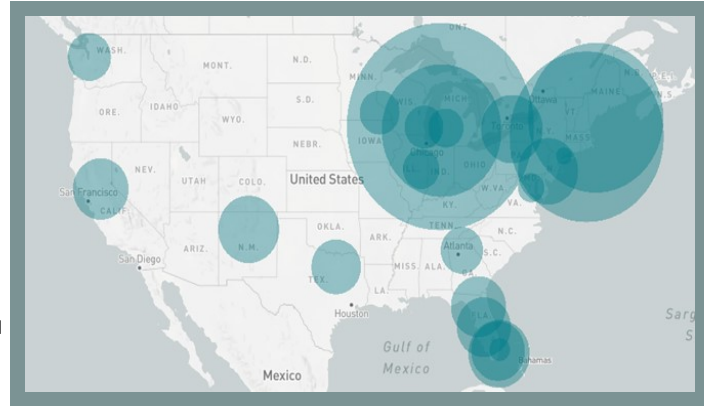 ONT.
WASH.
MONT.
N.D.
MINN.
MAINE
Ottawa
ORE.
IDAHO
WYO.
S.D.
WIS.
MICH.
Toronto
VT.
N.Y.
MASS.
NEBR.
IOWA
Chicago
NEV.
UTAH
COLO.
United States
ILL.
IND.
OHIO
W.VA.
VA.
San Francisco
CALIF.
KY.
ARIZ.
N.M.
OKLA.
ARK.
TENN.
N.C.
Atlanta
San Diego
TEX.
MISS.
ALA.
GA.
S.C.
LA.
Houston
FLA.
Sarg
S
Gulf of
Mexico
Bahamas
Mexico